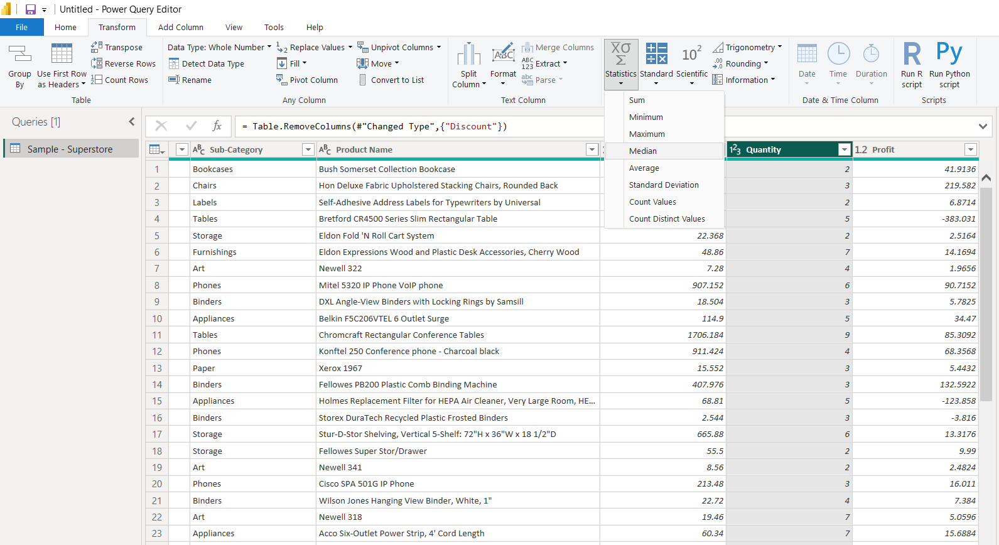 Untitled - Power Query Editor
File Home Transform Add Column View Tools Help
Group By
Use First Row as Headers
Transpose
Reverse Rows
Count Rows
Table
Data Type: Whole Number
Detect Data Type
Rename
1 2 Replace Values
Fill
Pivot Column
Unpivot Columns
Move
Convert to List
Any Column
Split Column
ABC
Format
Merge Columns
ABC 123 Extract
abc Parse
Text Column
X̅σ Σ
Statistics
Standard
10²
Scientific
Trigonometry
.00 .0 Rounding
Information
Date
Time
Duration
Date & Time Column
R
Run R script
Py
Run Python script
Scripts
Sum
Minimum
Maximum
Median
Average
Standard Deviation
Count Values
Count Distinct Values
Queries [1]
Sample - Superstore
fx = Table.RemoveColumns(#"Changed Type",{"Discount"})
ABC Sub-Category ABC Product Name 123 Quantity 1.2 Profit
1 Bookcases Bush Somerset Collection Bookcase 2 41.9136
2 Chairs Hon Deluxe Fabric Upholstered Stacking Chairs, Rounded Back 3 219.582
3 Labels Self-Adhesive Address Labels for Typewriters by Universal 2 6.8714
4 Tables Bretford CR4500 Series Slim Rectangular Table 5 -383.031
5 Storage Eldon Fold 'N Roll Cart System 22.368 2 2.5164
6 Furnishings Eldon Expressions Wood and Plastic Desk Accessories, Cherry Wood 48.86 7 14.1694
7 Art Newell 322 7.28 4 1.9656
8 Phones Mitel 5320 IP Phone VoIP phone 907.152 6 90.7152
9 Binders DXL Angle-View Binders with Locking Rings by Samsill 18.504 3 5.7825
10 Appliances Belkin F5C206VTEL 6 Outlet Surge 114.9 5 34.47
11 Tables Chromcraft Rectangular Conference Tables 1706.184 9 85.3092
12 Phones Konftel 250 Conference phone - Charcoal black 911.424 4 68.3568
13 Paper Xerox 1967 15.552 3 5.4432
14 Binders Fellowes PB200 Plastic Comb Binding Machine 407.976 3 132.5922
15 Appliances Holmes Replacement Filter for HEPA Air Cleaner, Very Large Room, HE... 68.81 5 -123.858
16 Binders Storex DuraTech Recycled Plastic Frosted Binders 2.544 3 -3.816
17 Storage Stur-D-Stor Shelving, Vertical 5-Shelf: 72"H x 36"W x 18 1/2"D 665.88 6 13.3176
18 Storage Fellowes Super Stor/Drawer 55.5 2 9.99
19 Art Newell 341 8.56 2 2.4824
20 Phones Cisco SPA 501G IP Phone 213.48 3 16.011
21 Binders Wilson Jones Hanging View Binder, White, 1" 22.72 4 7.384
22 Art Newell 318 19.46 7 5.0596
23 Appliances Acco Six-Outlet Power Strip, 4' Cord Length 60.34 7 15.6884